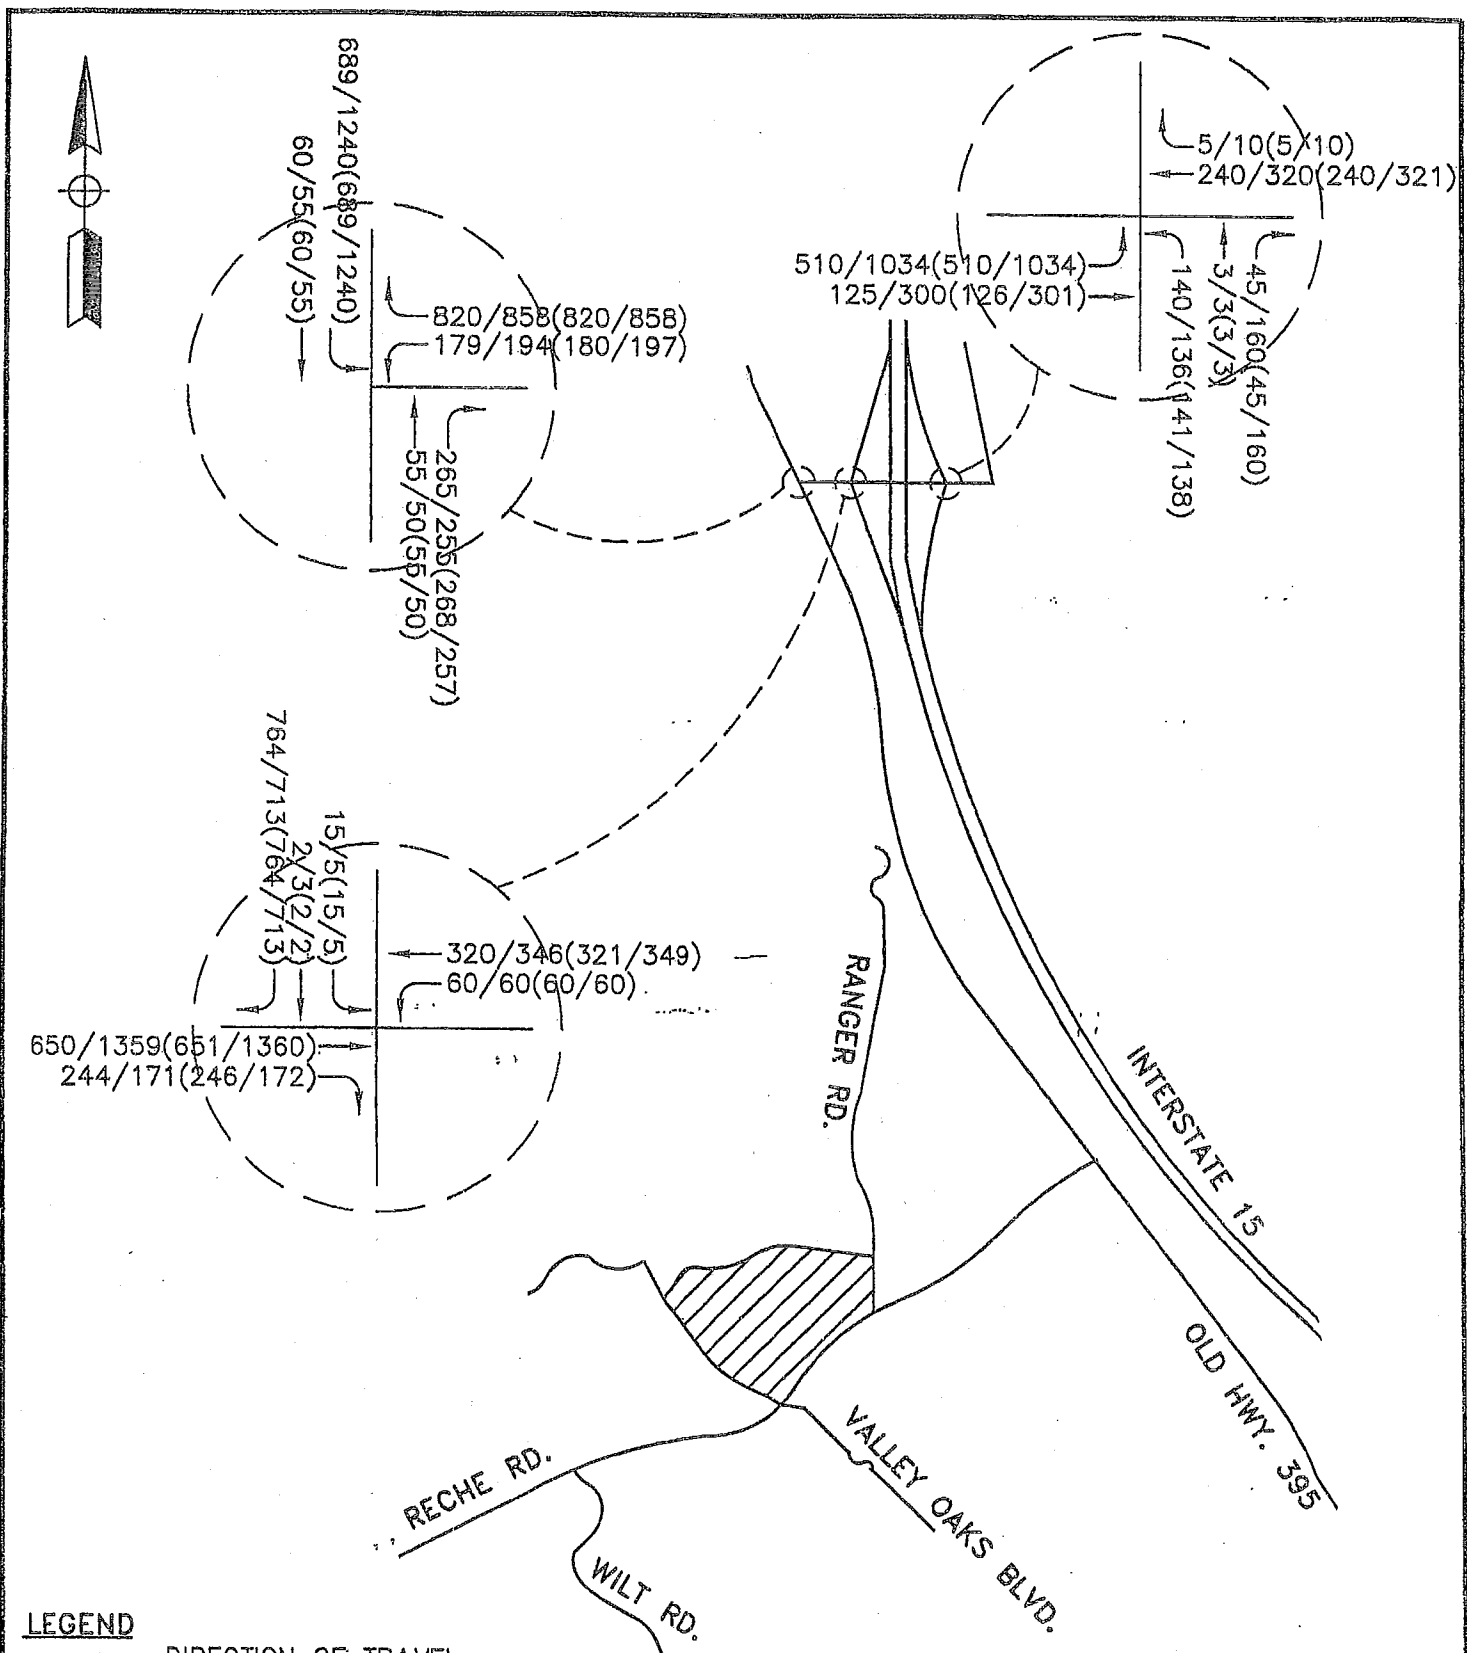 689/1240(689/1240)
60/55(60/55)
820/858(820/858)
179/194(180/197)
265/255(268/257)
55/50(55/50)
5/10(5/10)
240/320(240/321)
510/1034(510/1034)
125/300(126/301)
45/160(45/160)
3/3(3/3)
140/136(141/138)
764/713(764/713)
2/3(2/2)
15/5(15/5)
320/346(321/349)
60/60(60/60)
650/1359(651/1360)
244/171(246/172)
RANGER RD.
INTERSTATE 15
OLD HWY. 395
VALLEY OAKS BLVD.
RECHE RD.
WILT RD.
LEGEND
DIRECTION OF TRAVEL